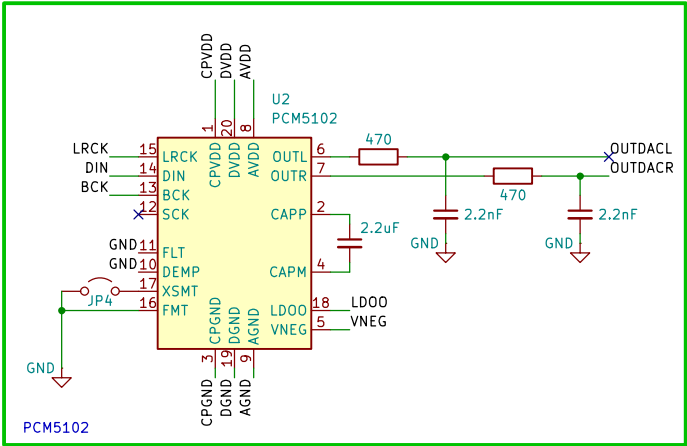 CPVDD
DVDD
AVDD
U2
PCM5102
1
20
8
CPVDD
DVDD
AVDD
LRCK 15 LRCK
DIN 14 DIN
BCK 13 BCK
12 SCK
GND 11 FLT
GND 10 DEMP
JP4 17 XSMT
16 FMT
OUTL 6 470 OUTDACL
OUTR 7 470 OUTDACR
CAPP 2
2.2uF
CAPM 4
2.2nF
GND
2.2nF
GND
LDOO 18 LDOO
VNEG 5 VNEG
CPGND
DGND
AGND
3
19
9
CPGND
DGND
AGND
GND
PCM5102